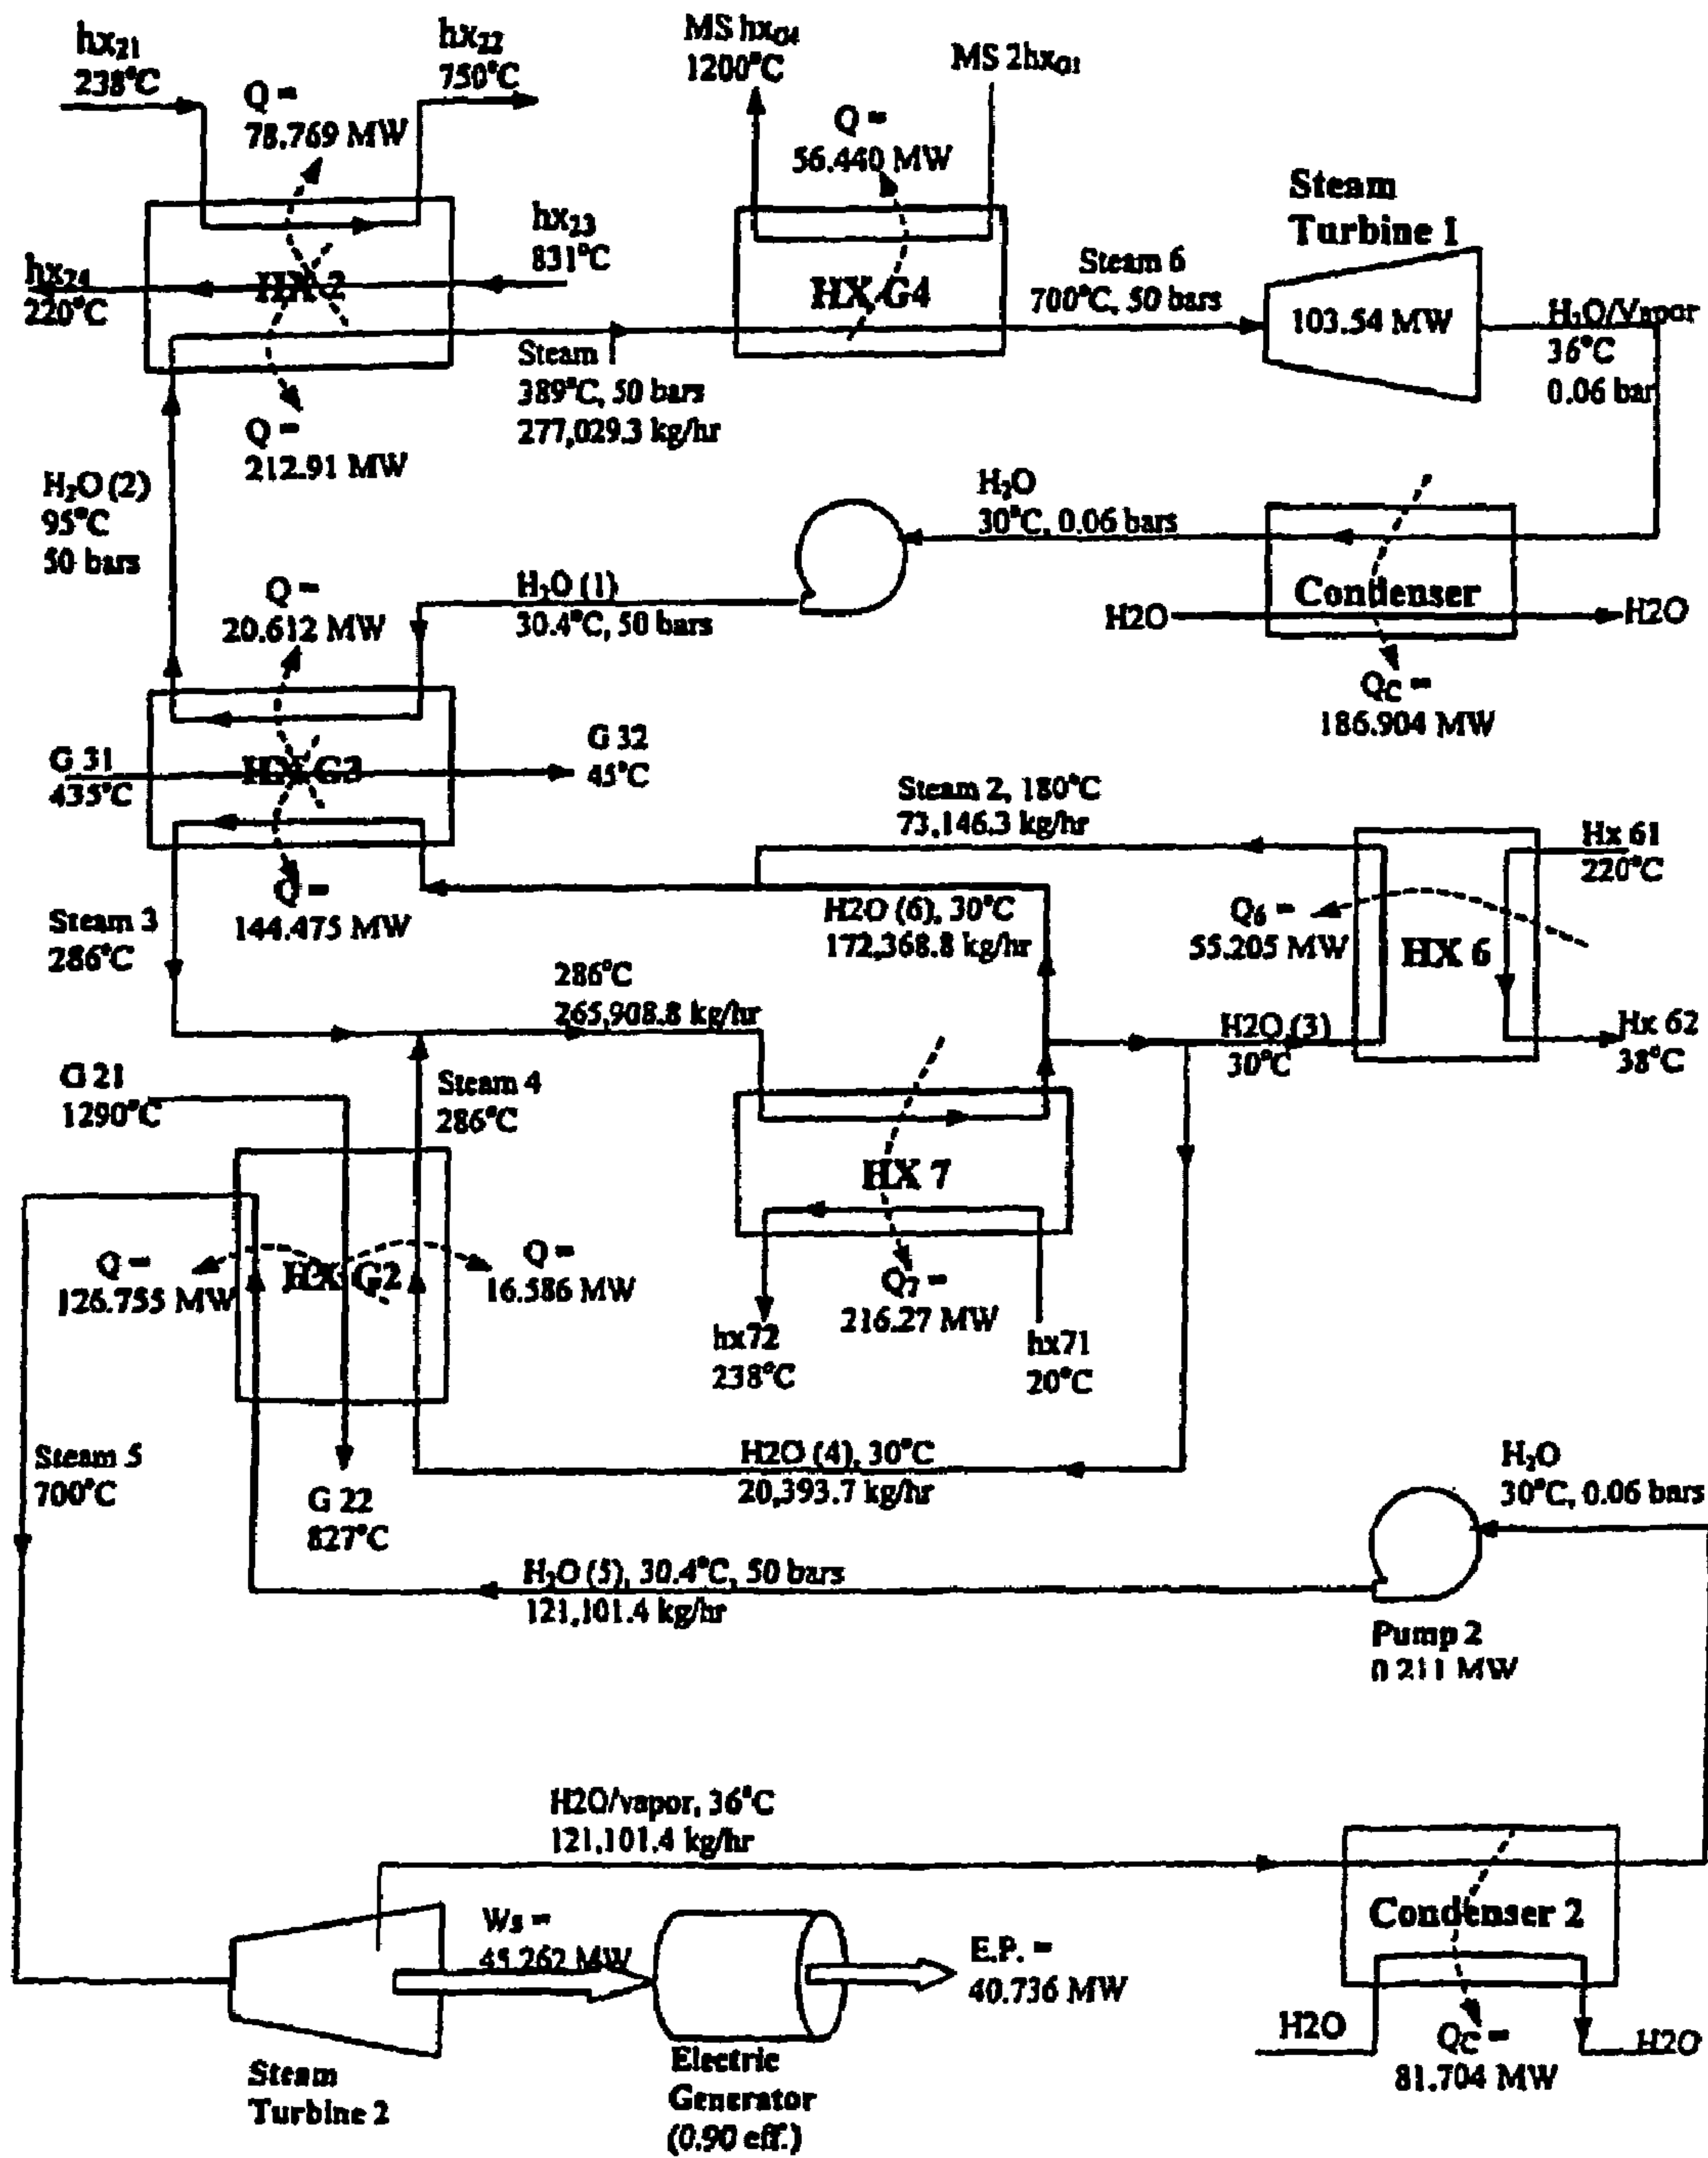 hx21
238°C
hx22
750°C
Q =
78.769 MW
MS hxG4
1200°C
MS 2hxG1
Q =
56.440 MW
Steam
Turbine 1
hx23
831°C
hx24
220°C
HX 2
HX G4
Steam 6
700°C, 50 bars
103.54 MW
H2O/Vapor
36°C
0.06 bar
Steam 1
389°C, 50 bars
277,029.3 kg/hr
Q =
212.91 MW
H2O (2)
95°C
50 bars
H2O
30°C, 0.06 bars
Condenser
H2O
H2O
QC =
186.904 MW
H2O (1)
30.4°C, 50 bars
Q =
20.612 MW
G 31
435°C
HX G3
G 32
45°C
Q =
144.475 MW
Steam 2, 180°C
73,146.3 kg/hr
Hx 61
220°C
Q6 =
55.205 MW
HX 6
H2O (6), 30°C
172,368.8 kg/hr
Steam 3
286°C
286°C
265,908.8 kg/hr
H2O (3)
30°C
Hx 62
38°C
G 21
1290°C
Steam 4
286°C
HX 7
Q =
126.755 MW
HX G2
Q =
16.586 MW
Q7 =
216.27 MW
hx72
238°C
hx71
20°C
Steam 5
700°C
G 22
827°C
H2O (4), 30°C
20,393.7 kg/hr
H2O
30°C, 0.06 bars
H2O (5), 30.4°C, 50 bars
121,101.4 kg/hr
Pump 2
0.211 MW
H2O/vapor, 36°C
121,101.4 kg/hr
Condenser 2
Ws =
45.262 MW
E.P. =
40.736 MW
H2O
QC =
81.704 MW
H2O
Steam
Turbine 2
Electric
Generator
(0.90 eff.)